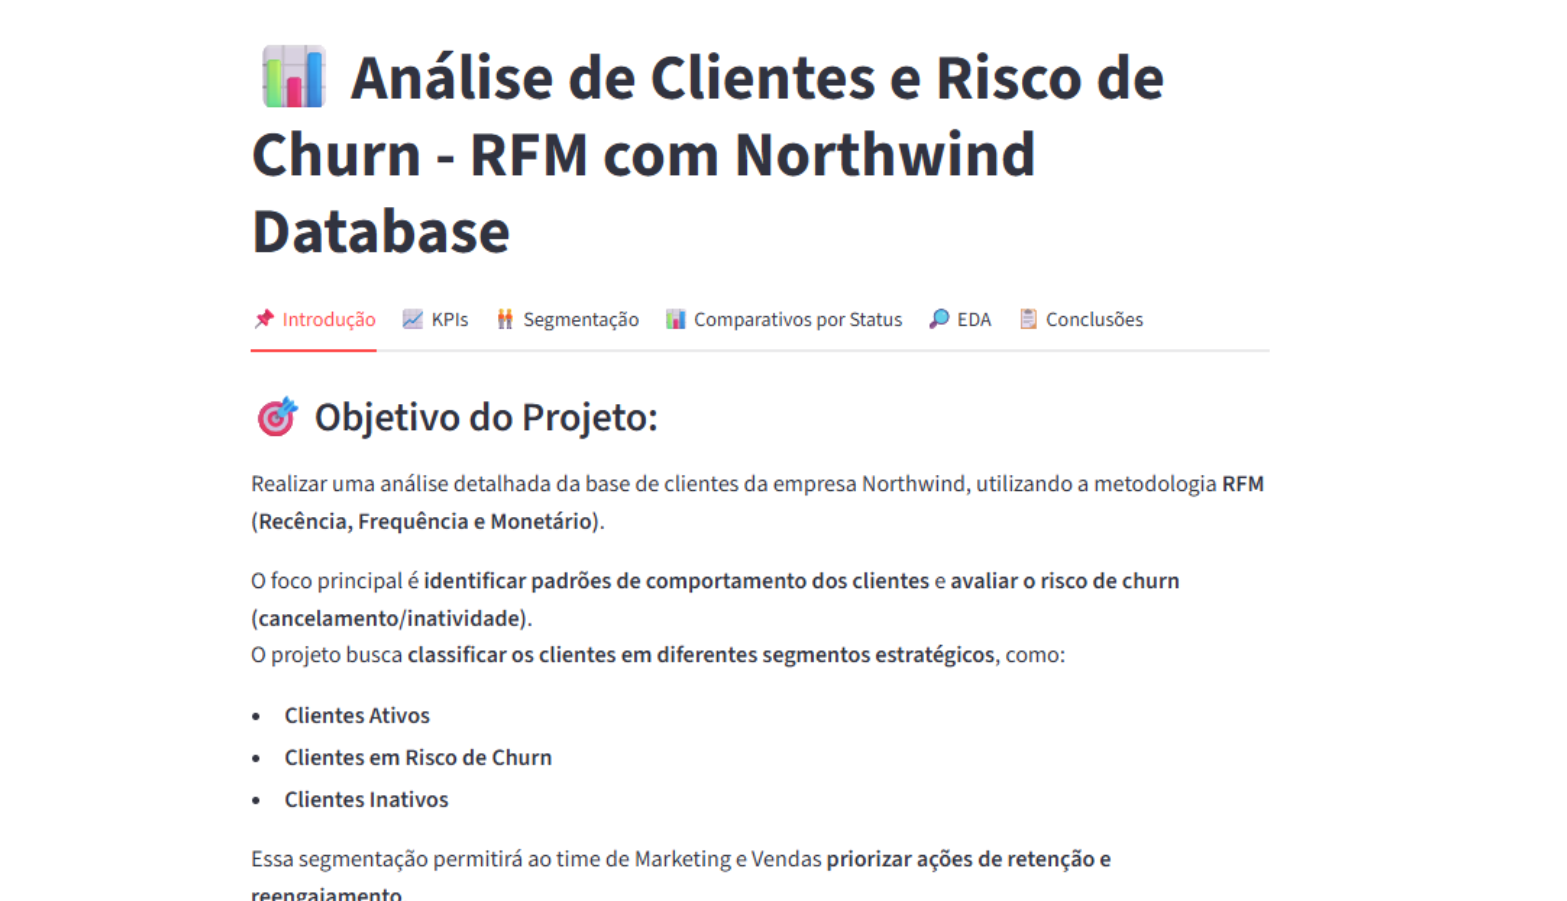 Análise de Clientes e Risco de
Churn - RFM com Northwind
Database
Introdução KPIs Segmentação Comparativos por Status EDA Conclusões
Objetivo do Projeto:
Realizar uma análise detalhada da base de clientes da empresa Northwind, utilizando a metodologia RFM
(Recência, Frequência e Monetário).
O foco principal é identificar padrões de comportamento dos clientes e avaliar o risco de churn
(cancelamento/inatividade).
O projeto busca classificar os clientes em diferentes segmentos estratégicos, como:
• Clientes Ativos
• Clientes em Risco de Churn
• Clientes Inativos
Essa segmentação permitirá ao time de Marketing e Vendas priorizar ações de retenção e
reengajamento